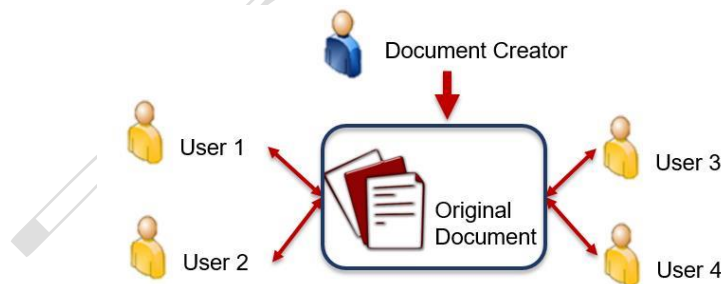 Document Creator
User 1
User 3
Original
Document
User 2
User 4